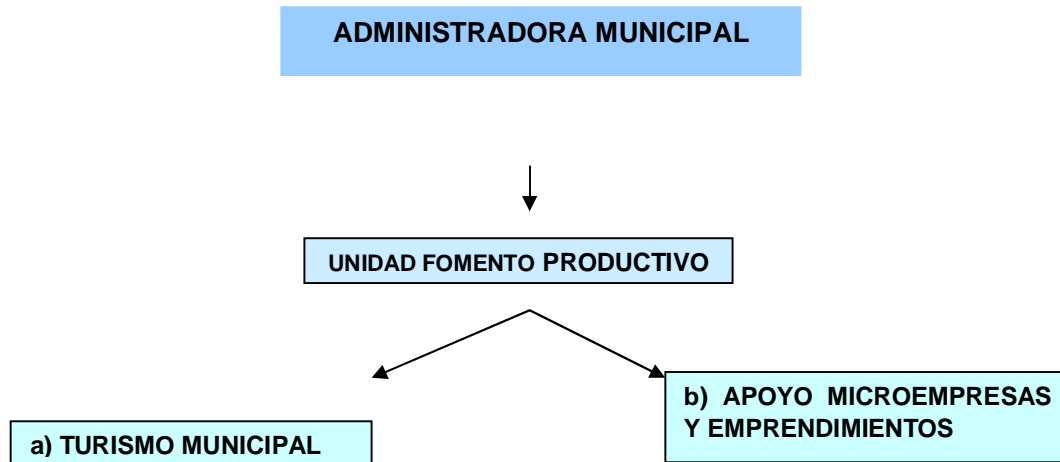 ADMINISTRADORA MUNICIPAL
UNIDAD FOMENTO PRODUCTIVO
a) TURISMO MUNICIPAL
b) APOYO MICROEMPRESAS
Y EMPRENDIMIENTOS